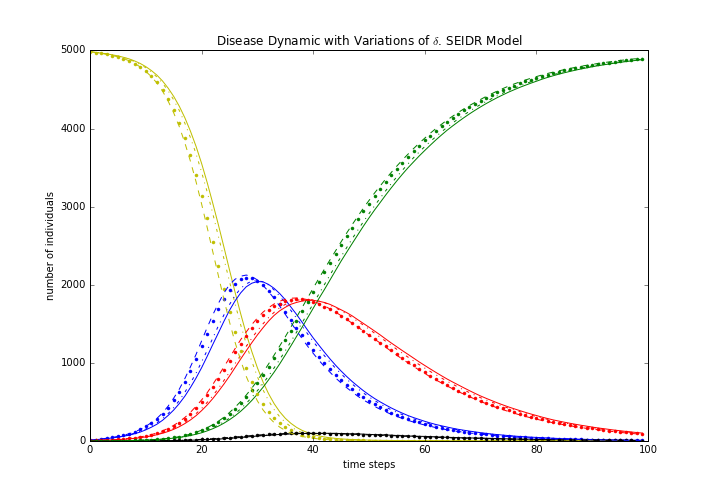 Disease Dynamic with Variations of δ. SEIDR Model
number of individuals
5000
4000
3000
2000
1000
0
0 20 40 60 80 100
time steps